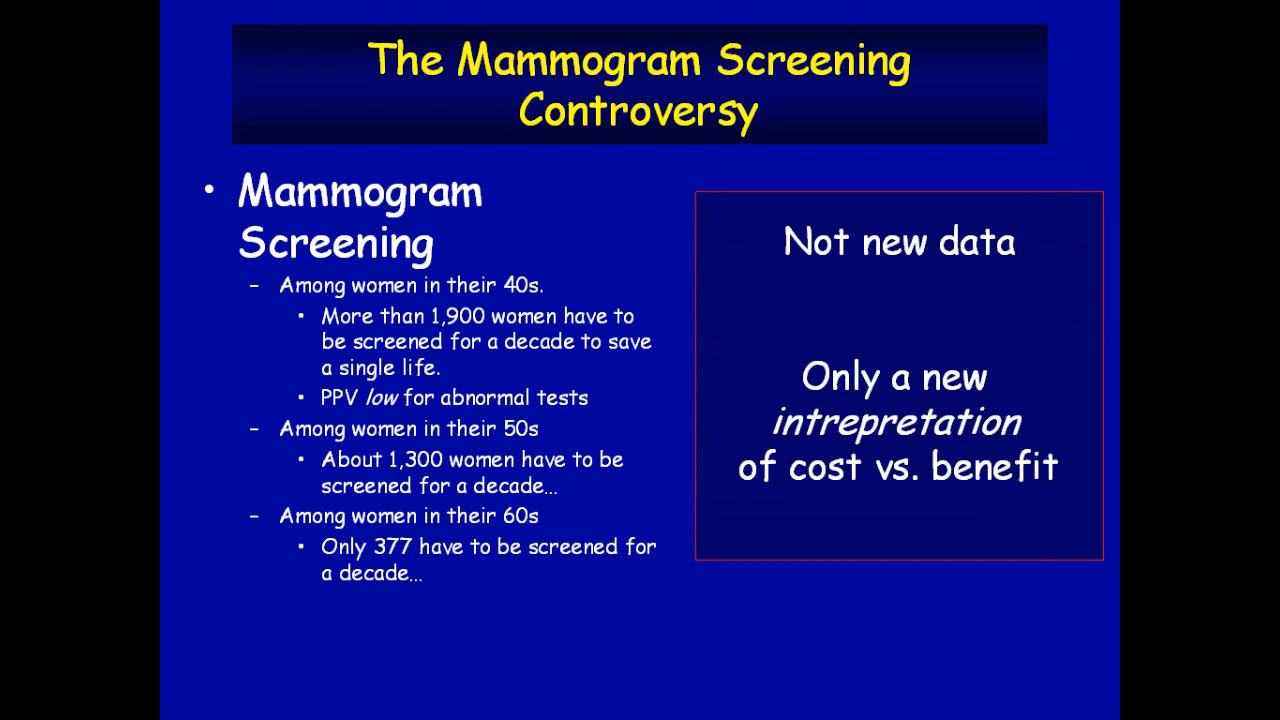 The Mammogram Screening
Controversy
• Mammogram
Screening
– Among women in their 40s.
• More than 1,900 women have to
be screened for a decade to save
a single life.
• PPV low for abnormal tests
– Among women in their 50s
• About 1,300 women have to be
screened for a decade...
– Among women in their 60s
• Only 377 have to be screened for
a decade...
Not new data
Only a new
intrepretation
of cost vs. benefit